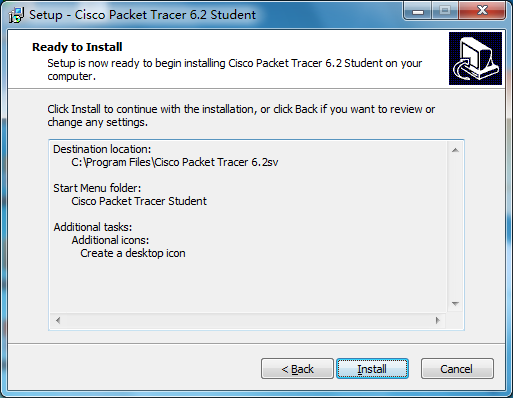 Setup - Cisco Packet Tracer 6.2 Student
Ready to Install
Setup is now ready to begin installing Cisco Packet Tracer 6.2 Student on your
computer.
Click Install to continue with the installation, or click Back if you want to review or
change any settings.
Destination location:
C:\Program Files\Cisco Packet Tracer 6.2sv
Start Menu folder:
Cisco Packet Tracer Student
Additional tasks:
Additional icons:
Create a desktop icon
< Back
Install
Cancel